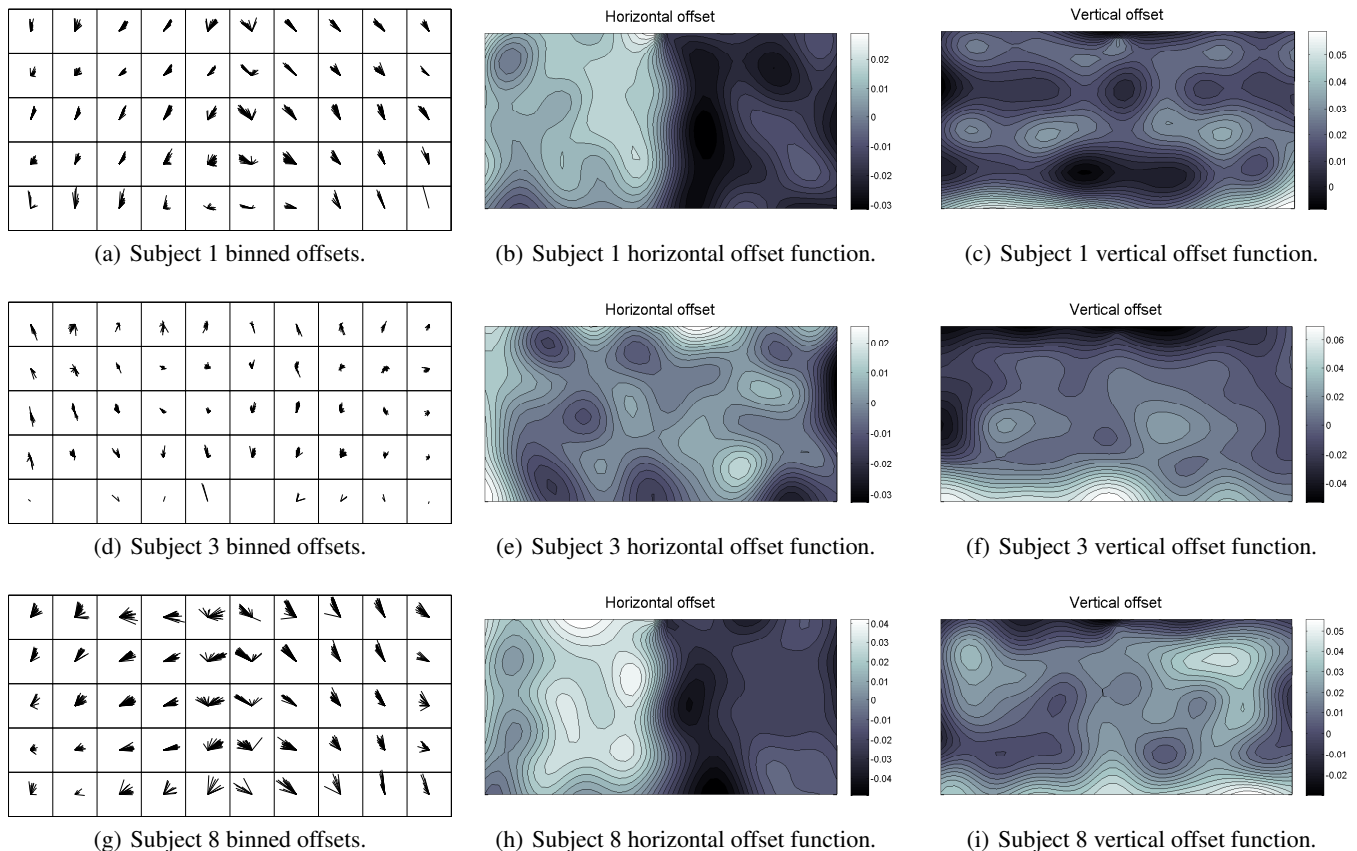 Horizontal offset
Vertical offset
0.02
0.01
0
-0.01
-0.02
-0.03
0.05
0.04
0.03
0.02
0.01
0
(a) Subject 1 binned offsets.
(b) Subject 1 horizontal offset function.
(c) Subject 1 vertical offset function.
Horizontal offset
Vertical offset
0.02
0.01
0
-0.01
-0.02
-0.03
0.06
0.04
0.02
0
-0.02
-0.04
(d) Subject 3 binned offsets.
(e) Subject 3 horizontal offset function.
(f) Subject 3 vertical offset function.
Horizontal offset
Vertical offset
0.04
0.03
0.02
0.01
0
-0.01
-0.02
-0.03
-0.04
0.05
0.04
0.03
0.02
0.01
0
-0.01
-0.02
(g) Subject 8 binned offsets.
(h) Subject 8 horizontal offset function.
(i) Subject 8 vertical offset function.